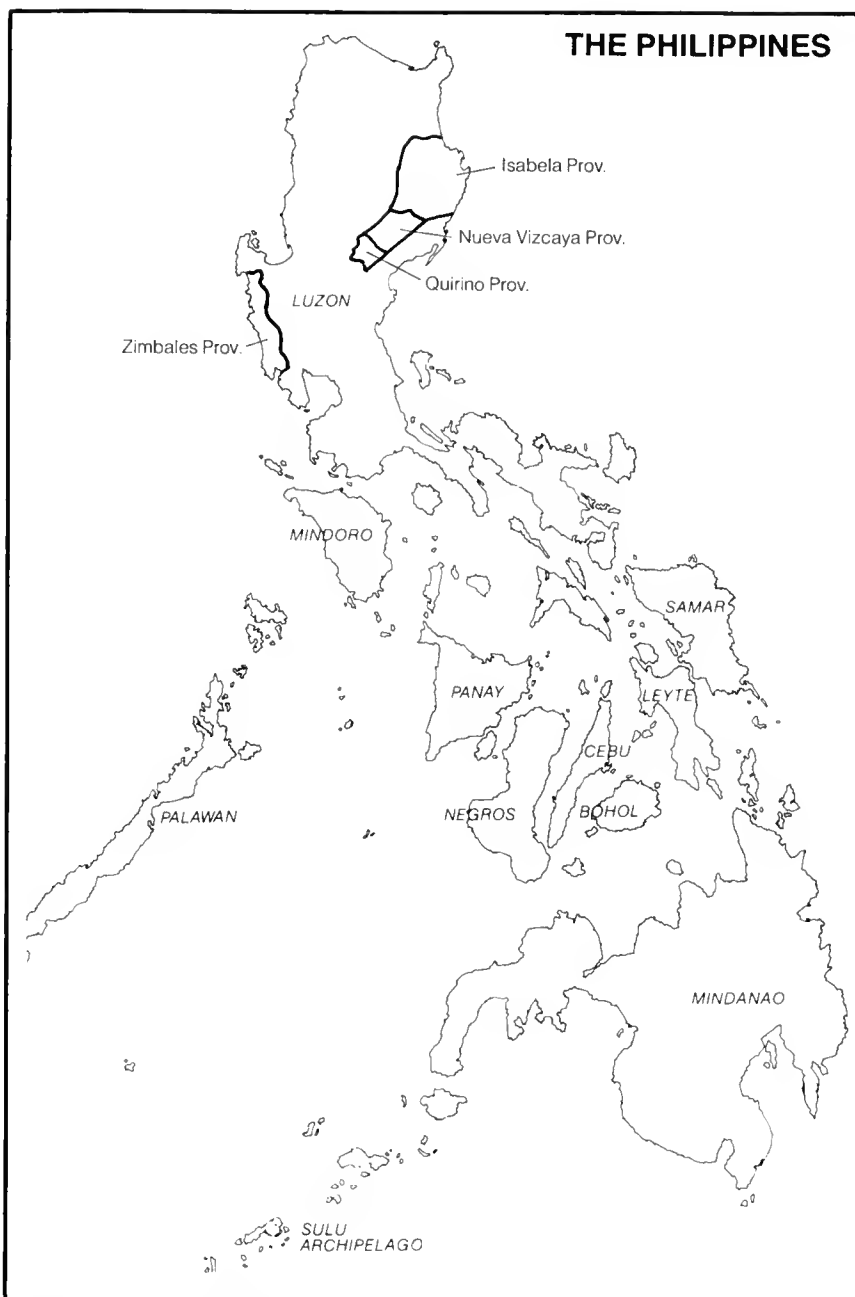 THE PHILIPPINES
Isabela Prov.
Nueva Vizcaya Prov.
Quirino Prov.
LUZON
Zimbales Prov.
MINDORO
SAMAR
PANAY
LEYTE
CEBU
PALAWAN
NEGROS
BOHOL
MINDANAO
SULU
ARCHIPELAGO